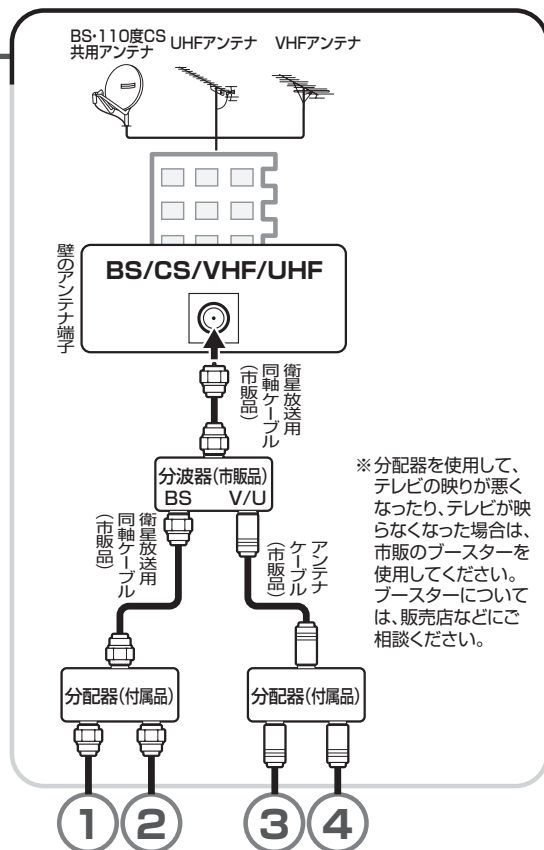 BS・110度CS
共用アンテナ
UHFアンテナ
VHFアンテナ
壁のアンテナ端子
BS/CS/VHF/UHF
衛星放送用
同軸ケーブル
(市販品)
分波器(市販品)
BS V/U
衛星放送用
同軸ケーブル
(市販品)
アンテナ
ケーブル
(市販品)
※分配器を使用して、
テレビの映りが悪く
なったり、テレビが映
らなくなった場合は、
市販のブースターを
使用してください。
ブースターについて
は、販売店などにご
相談ください。
分配器(付属品)
分配器(付属品)
1 2 3 4